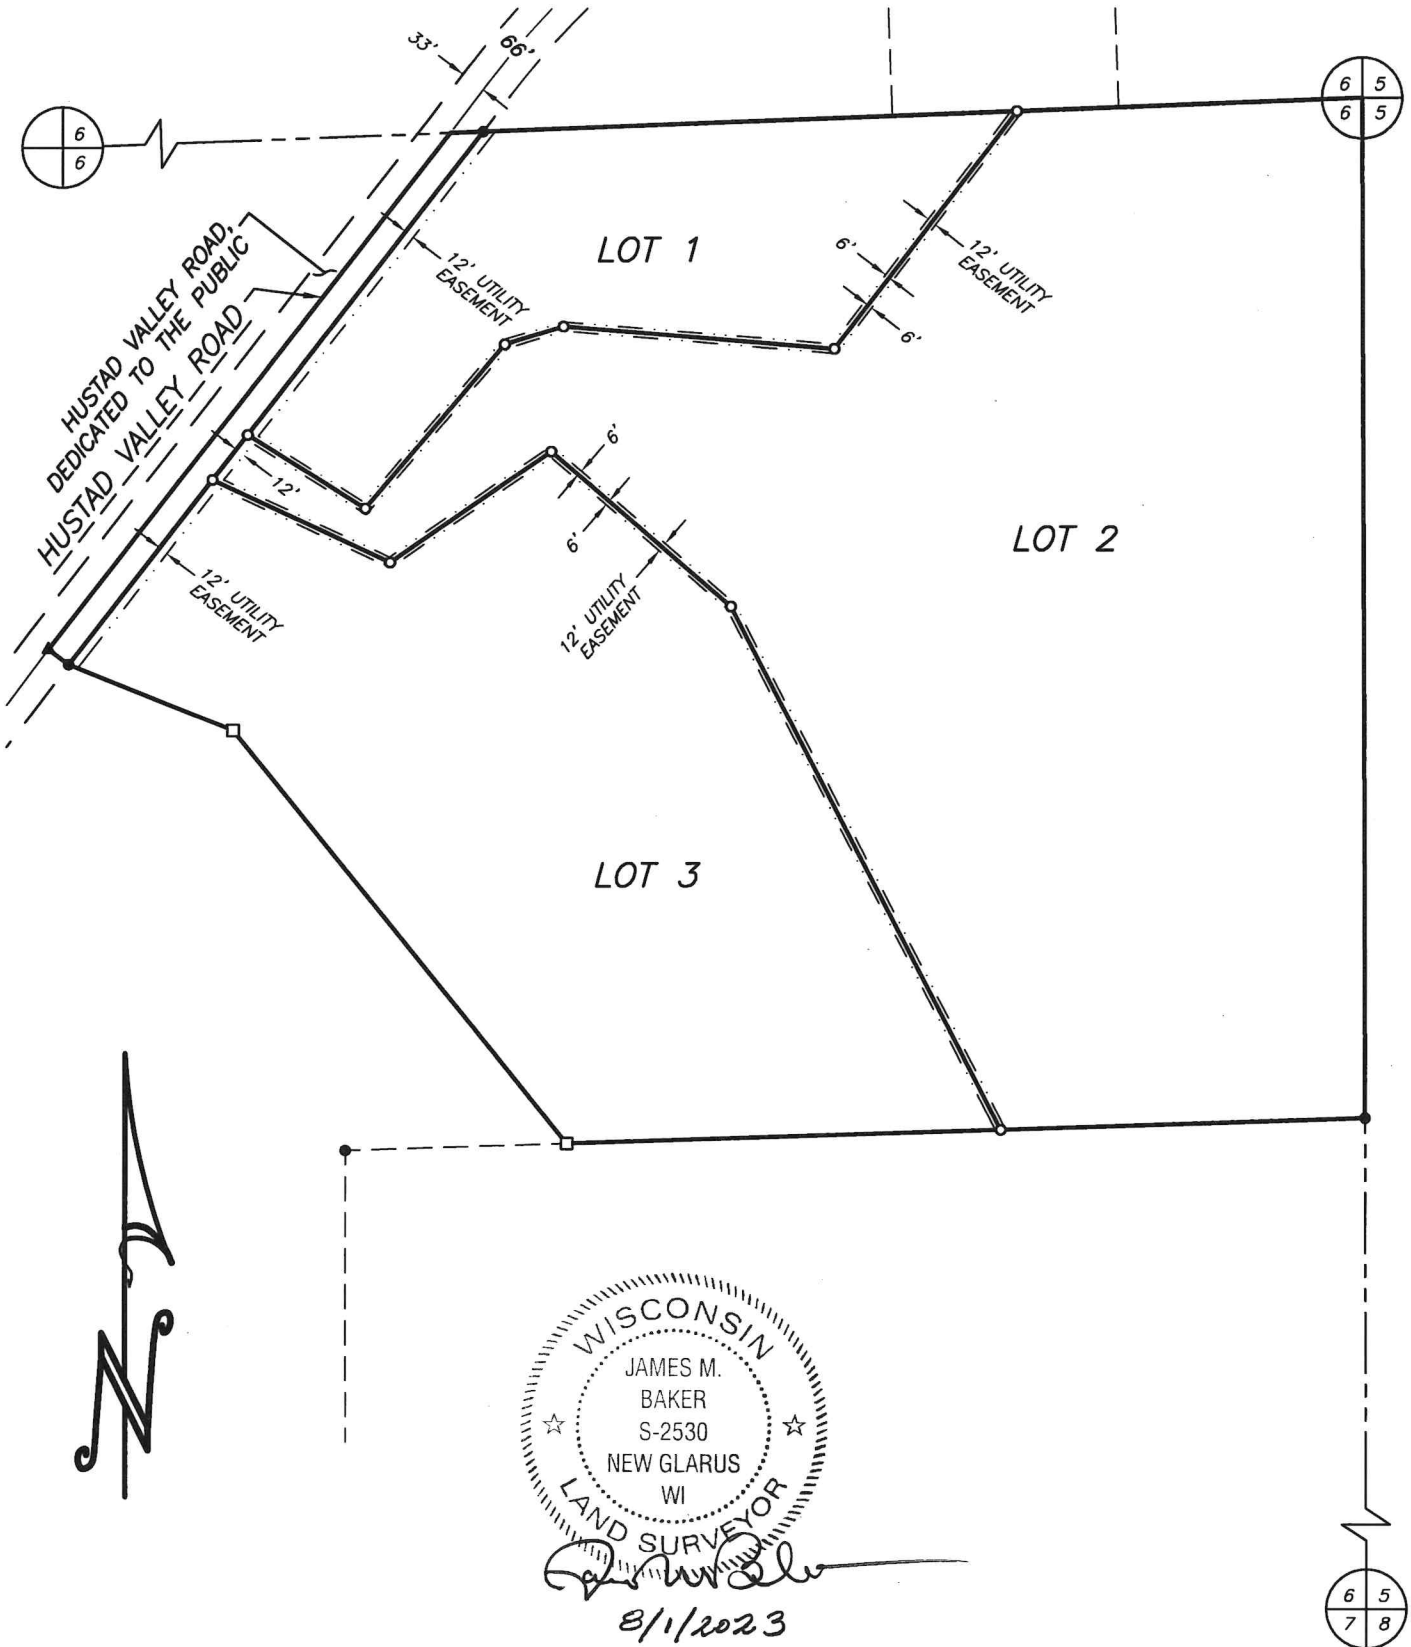 33'
66'
6
6
6 5
6 5
HUSTAD VALLEY ROAD,
DEDICATED TO THE PUBLIC
HUSTAD VALLEY ROAD
LOT 1
12' UTILITY
EASEMENT
6'
6'
12' UTILITY
EASEMENT
12'
6'
6'
12' UTILITY
EASEMENT
12' UTILITY
EASEMENT
LOT 2
LOT 3
N
WISCONSIN
JAMES M.
BAKER
S-2530
NEW GLARUS
WI
LAND SURVEYOR
8/1/2023
6 5
7 8